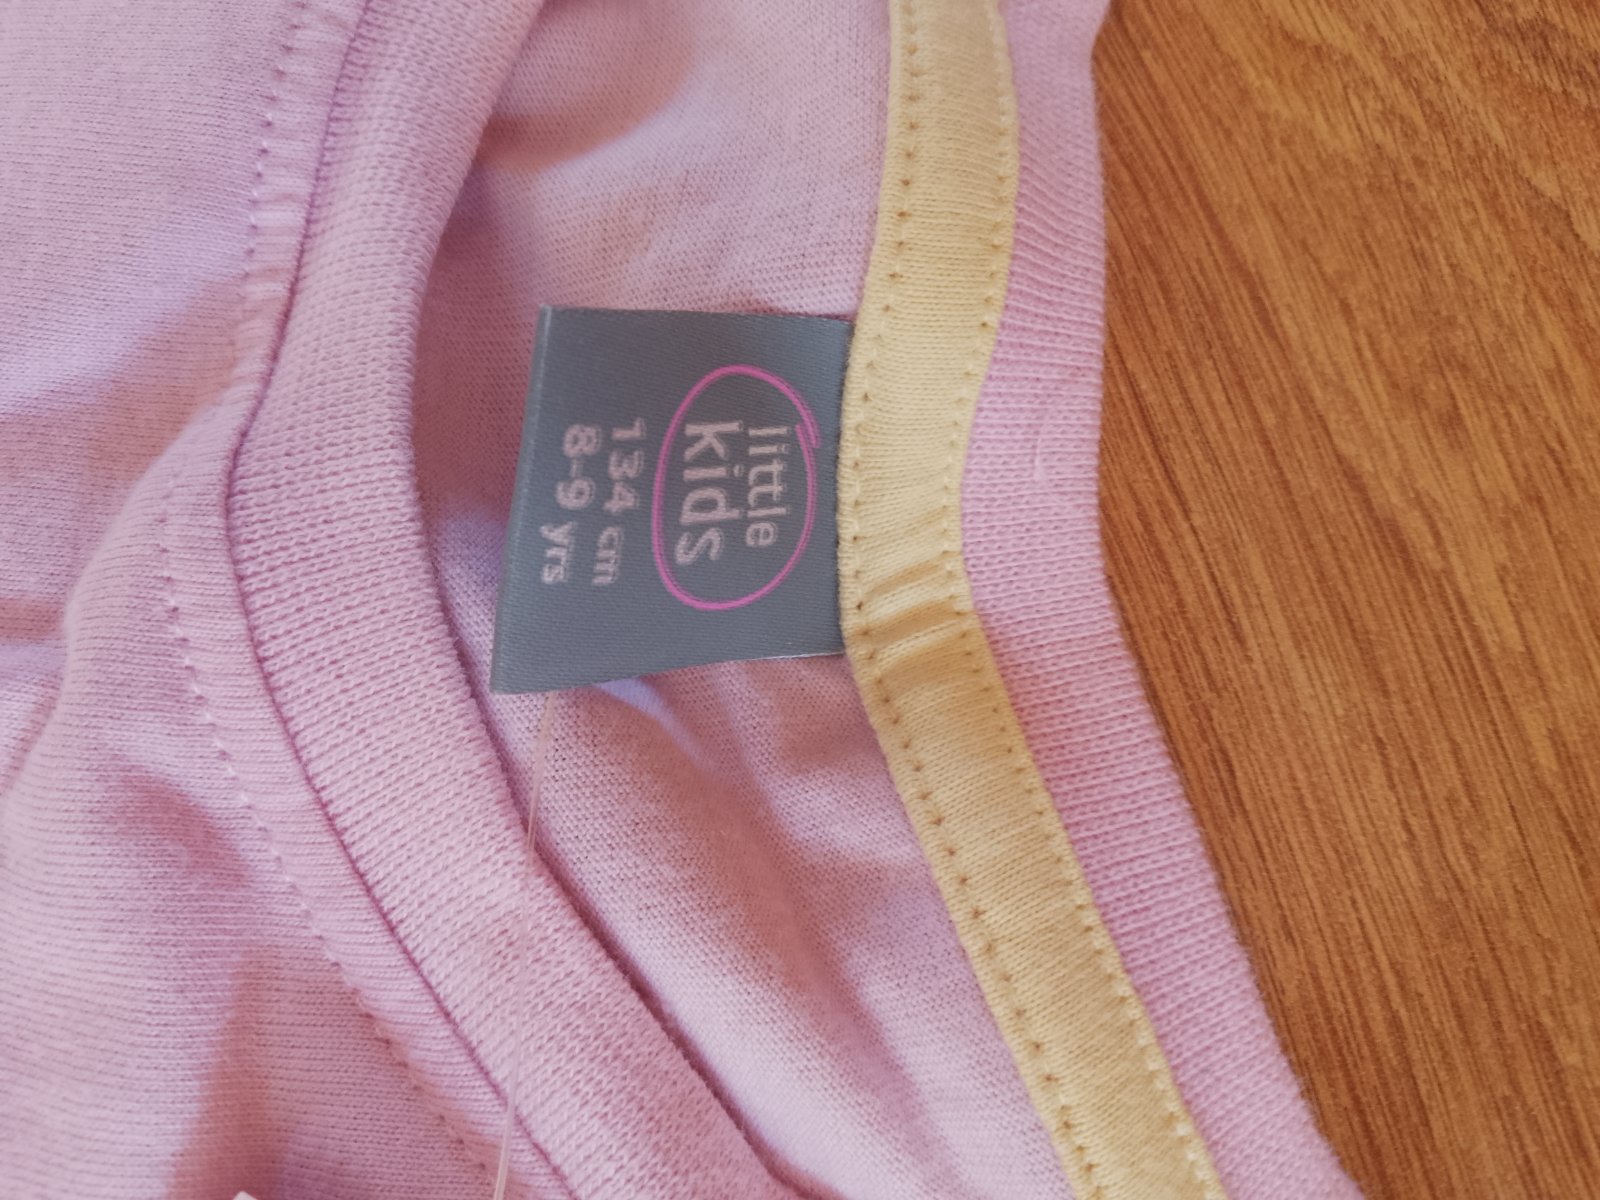 little
kids
134 cm
8-9 yrs